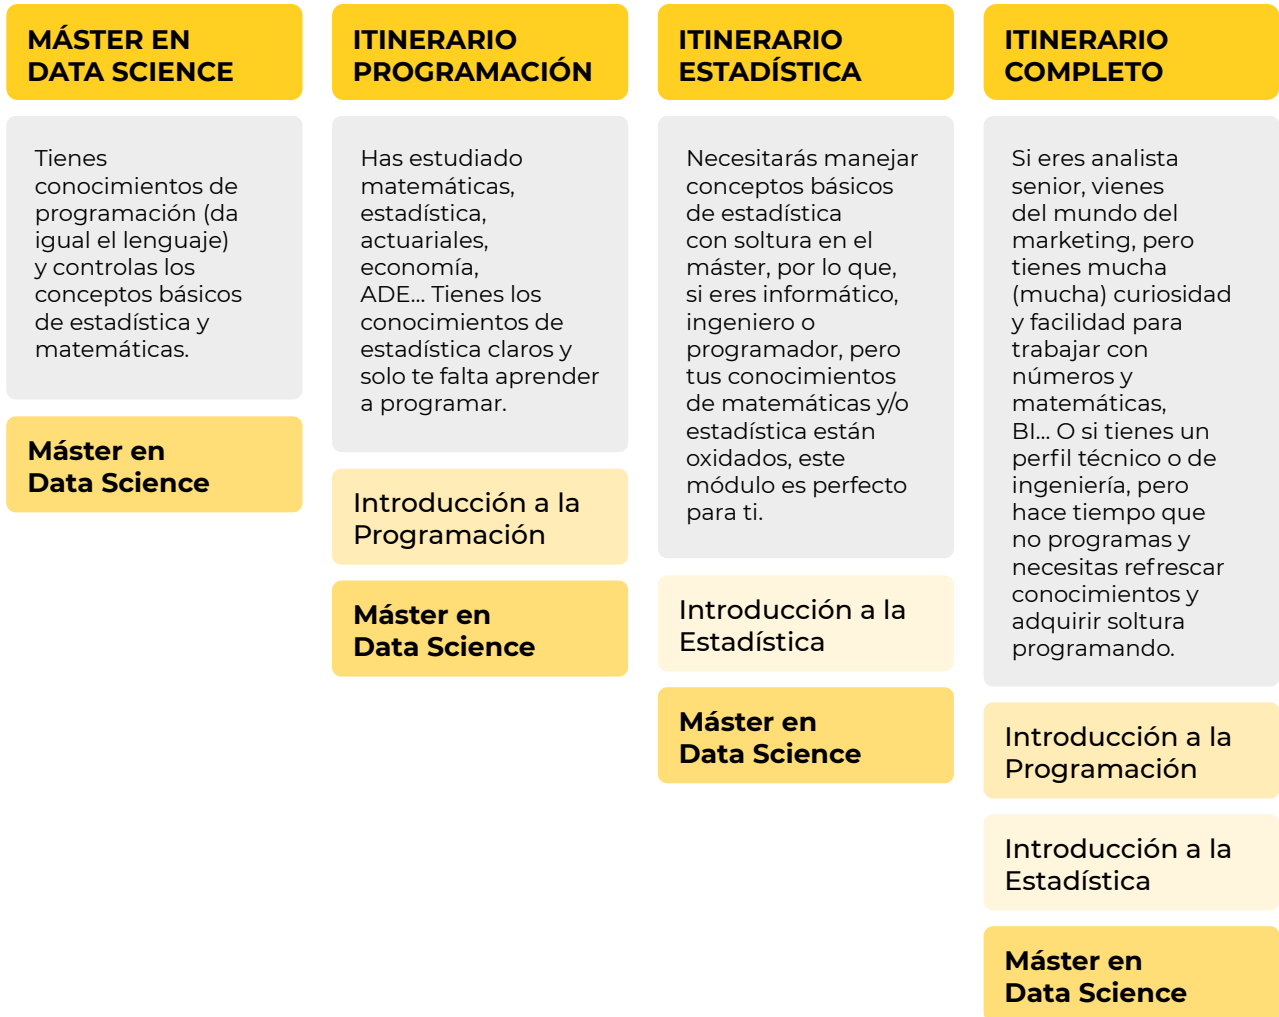 MÁSTER EN
DATA SCIENCE
Tienes
conocimientos de
programación (da
igual el lenguaje)
y controlas los
conceptos básicos
de estadística y
matemáticas.
Máster en
Data Science
ITINERARIO
PROGRAMACIÓN
Has estudiado
matemáticas,
estadística,
actuariales,
economía,
ADE... Tienes los
conocimientos de
estadística claros y
solo te falta aprender
a programar.
Introducción a la
Programación
Máster en
Data Science
ITINERARIO
ESTADÍSTICA
Necesitarás manejar
conceptos básicos
de estadística
con soltura en el
máster, por lo que,
si eres informático,
ingeniero o
programador, pero
tus conocimientos
de matemáticas y/o
estadística están
oxidados, este
módulo es perfecto
para ti.
Introducción a la
Estadística
Máster en
Data Science
ITINERARIO
COMPLETO
Si eres analista
senior, vienes
del mundo del
marketing, pero
tienes mucha
(mucha) curiosidad
y facilidad para
trabajar con
números y
matemáticas,
BI... O si tienes un
perfil técnico o de
ingeniería, pero
hace tiempo que
no programas y
necesitas refrescar
conocimientos y
adquirir soltura
programando.
Introducción a la
Programación
Introducción a la
Estadística
Máster en
Data Science